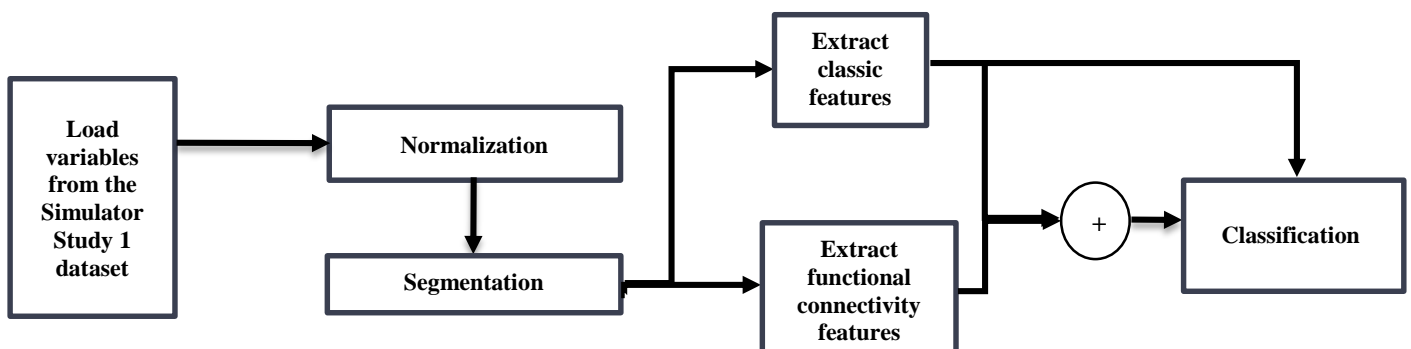 Load
variables
from the
Simulator
Study 1
dataset
Normalization
Segmentation
Extract
classic
features
Extract
functional
connectivity
features
+
Classification